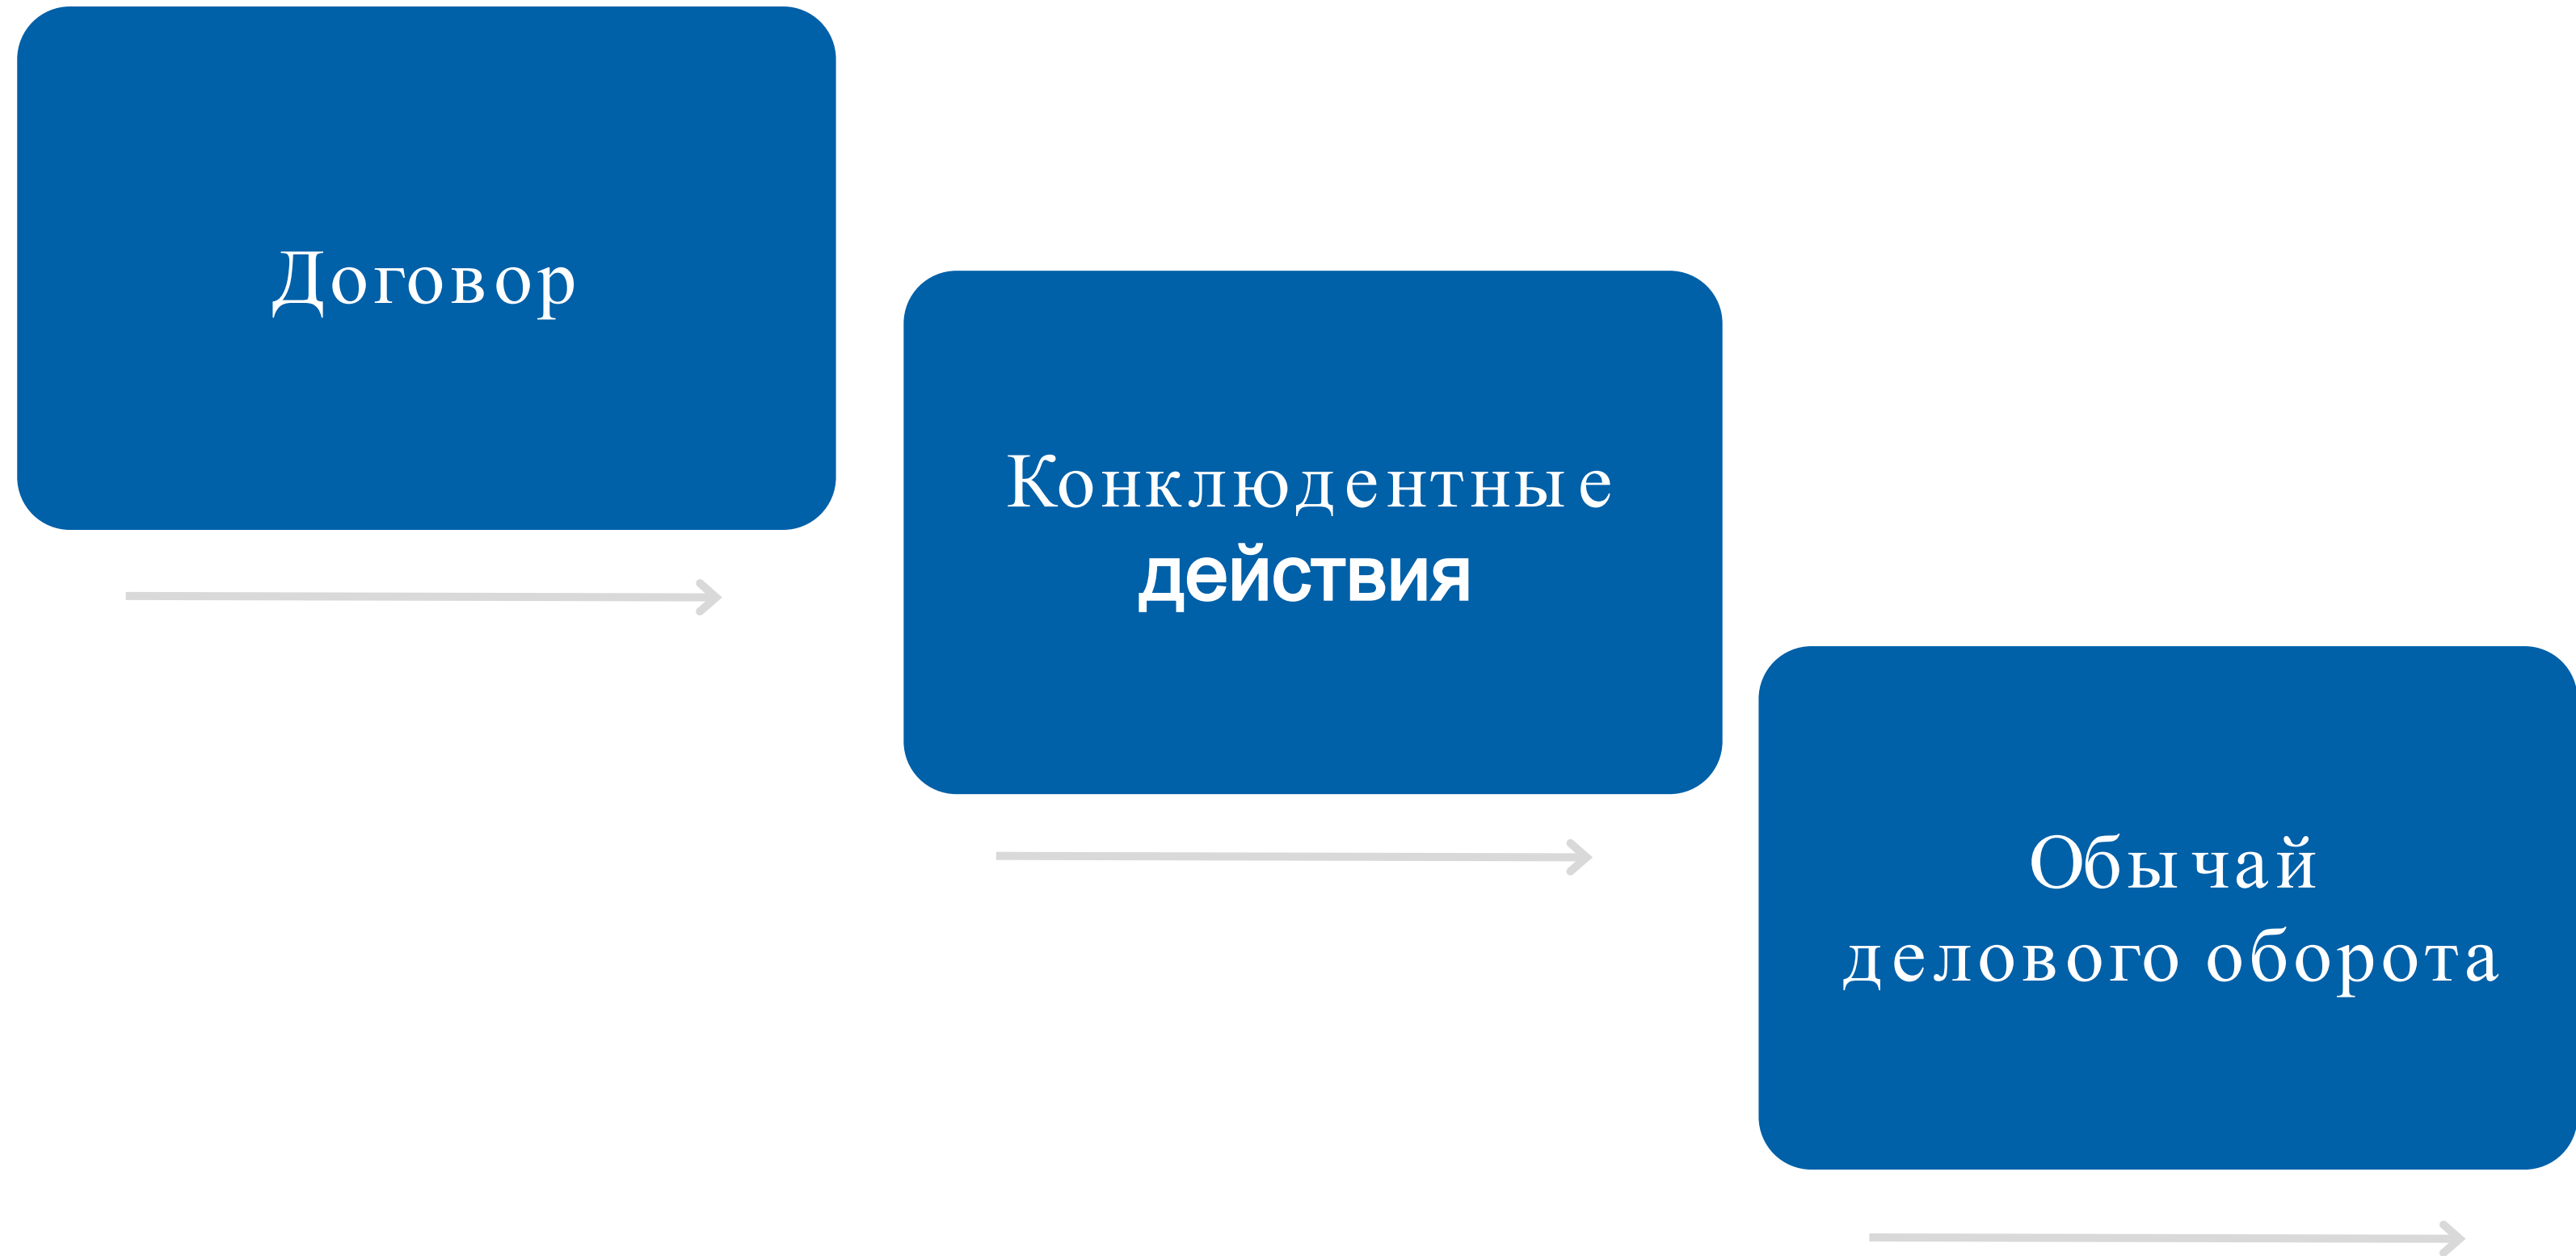 Договор
Конклюдентные
действия
Обычай
делового оборота